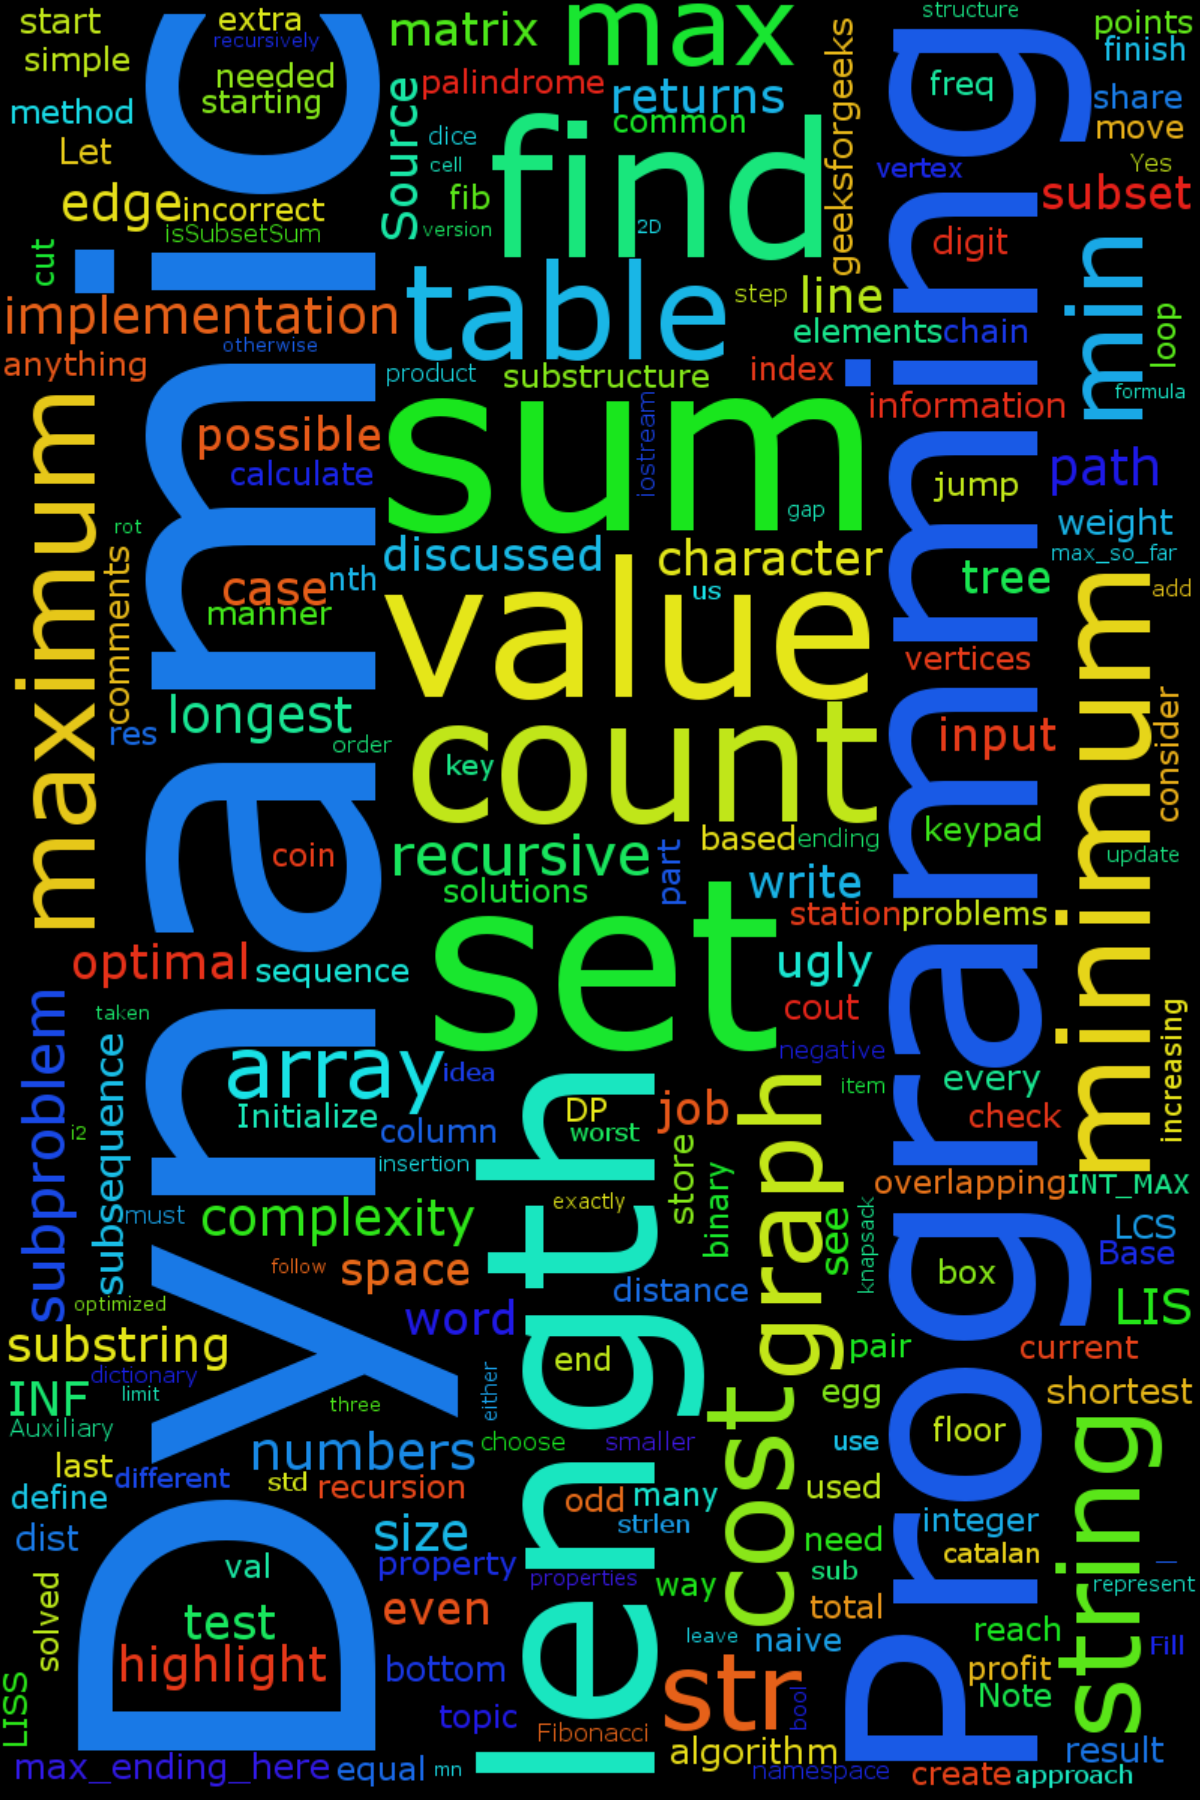 start
extra
recursively
matrix
max
structure
points
finish
simple
needed
starting
palindrome
returns
common
freq
share
move
method
Let
Source
dice
cell
fib
version
find
2D
geeksforgeeks
vertex
Yes
subset
edge
incorrect
isSubsetSum
cut
digit
min
loop
formula
implementation
otherwise
anything
table
step
line
elements
chain
product
substructure
index
information
Dynamic
Programming
maximum
possible
calculate
sum
iostream
gap
jump
path
weight
max_so_far
rot
comments
case
nth
manner
discussed
character
us
value
tree
add
minimum
vertices
longest
res
order
count
key
input
consider
coin
recursive
solutions
part
based
ending
keypad
update
write
station
problems
optimal
sequence
set
ugly
cout
negative
taken
subproblem
subsequence
i2
array
idea
Initialize
column
insertion
DP
worst
job
item
every
check
increasing
length
store
binary
graph
overlapping
INT_MAX
must
complexity
exactly
see
knapsack
LCS
Base
follow
space
distance
box
LIS
optimized
word
substring
dictionary
INF
limit
Auxiliary
three
either
end
pair
current
egg
shortest
numbers
choose
smaller
use
floor
string
last
different
std
recursion
define
odd
many
strlen
cost
used
dist
size
need
integer
catalan
_
val
property
properties
way
sub
represent
solved
test
even
total
highlight
leave
naive
reach
Fill
LISS
bottom
str
bool
profit
Note
topic
Fibonacci
algorithm
result
max_ending_here
equal
mn
namespace
create
approach